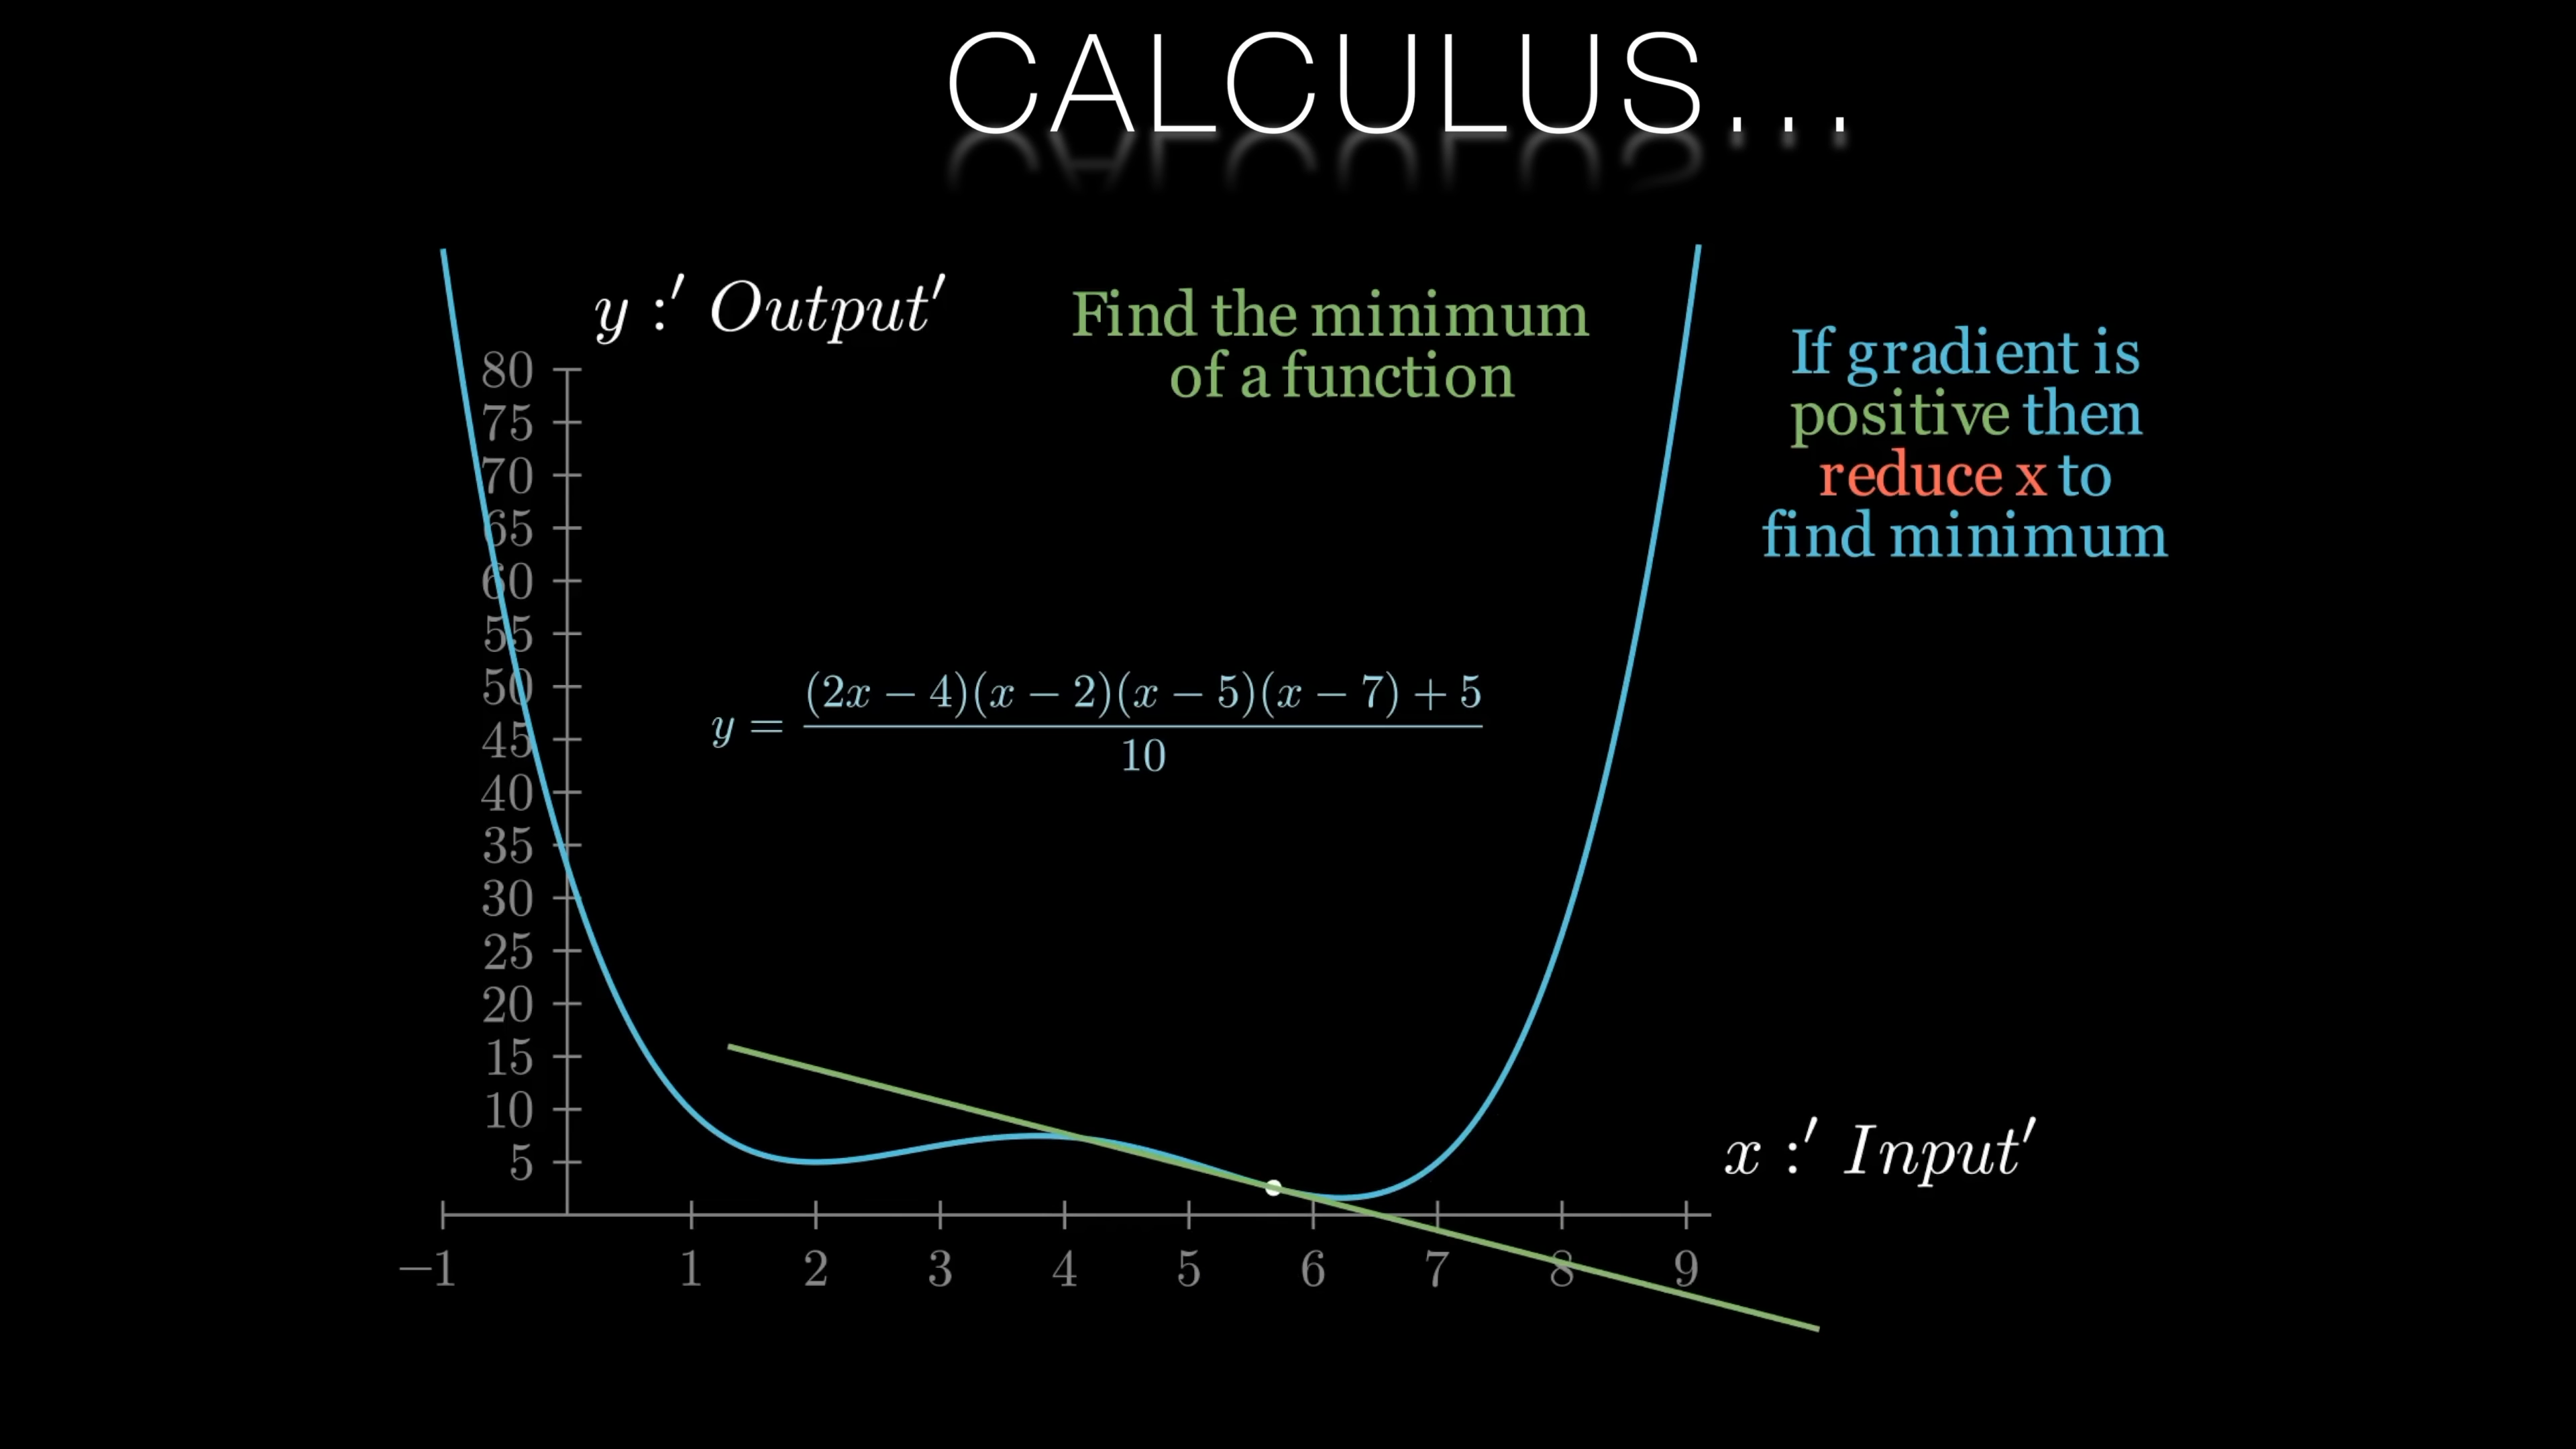 CALCULUS...
y :′ Output′
Find the minimum
of a function
If gradient is
positive then
reduce x to
find minimum
80
75
70
65
60
55
50
45
40
35
30
25
20
15
10
5
y = \frac{(2x − 4)(x − 2)(x − 5)(x − 7) + 5}{10}
x :′ Input′
−1 1 2 3 4 5 6 7 8 9